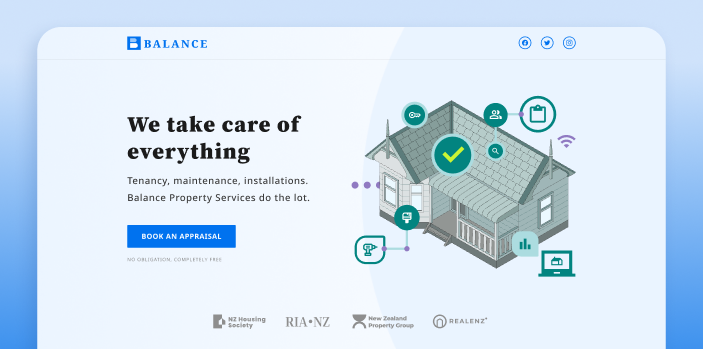 BALANCE
We take care of
everything
Tenancy, maintenance, installations.
Balance Property Services do the lot.
BOOK AN APPRAISAL
NO OBLIGATION, COMPLETELY FREE
NZ Housing
Society
RIA•NZ
New Zealand
Property Group
REALENZ